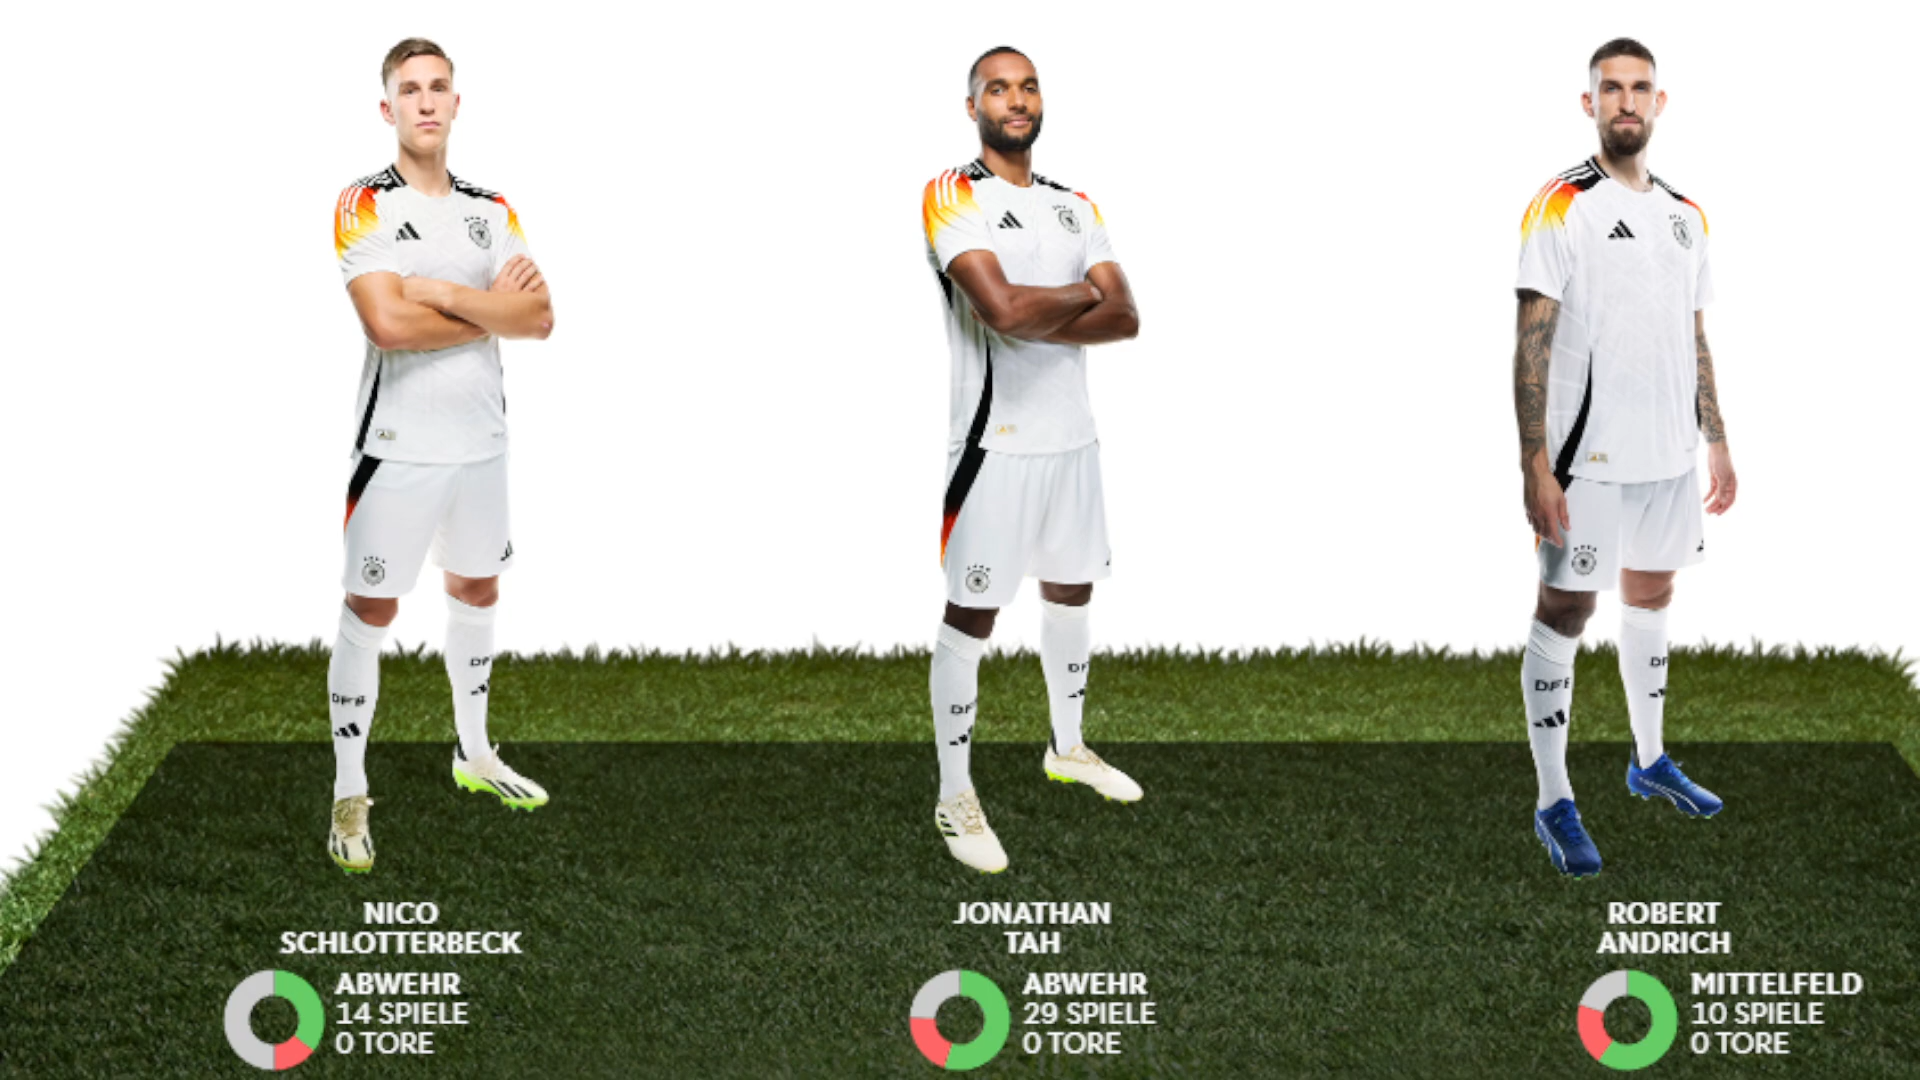 NICO
SCHLOTTERBECK
ABWEHR
14 SPIELE
0 TORE
JONATHAN
TAH
ABWEHR
29 SPIELE
0 TORE
ROBERT
ANDRICH
MITTELFELD
10 SPIELE
0 TORE
DFB